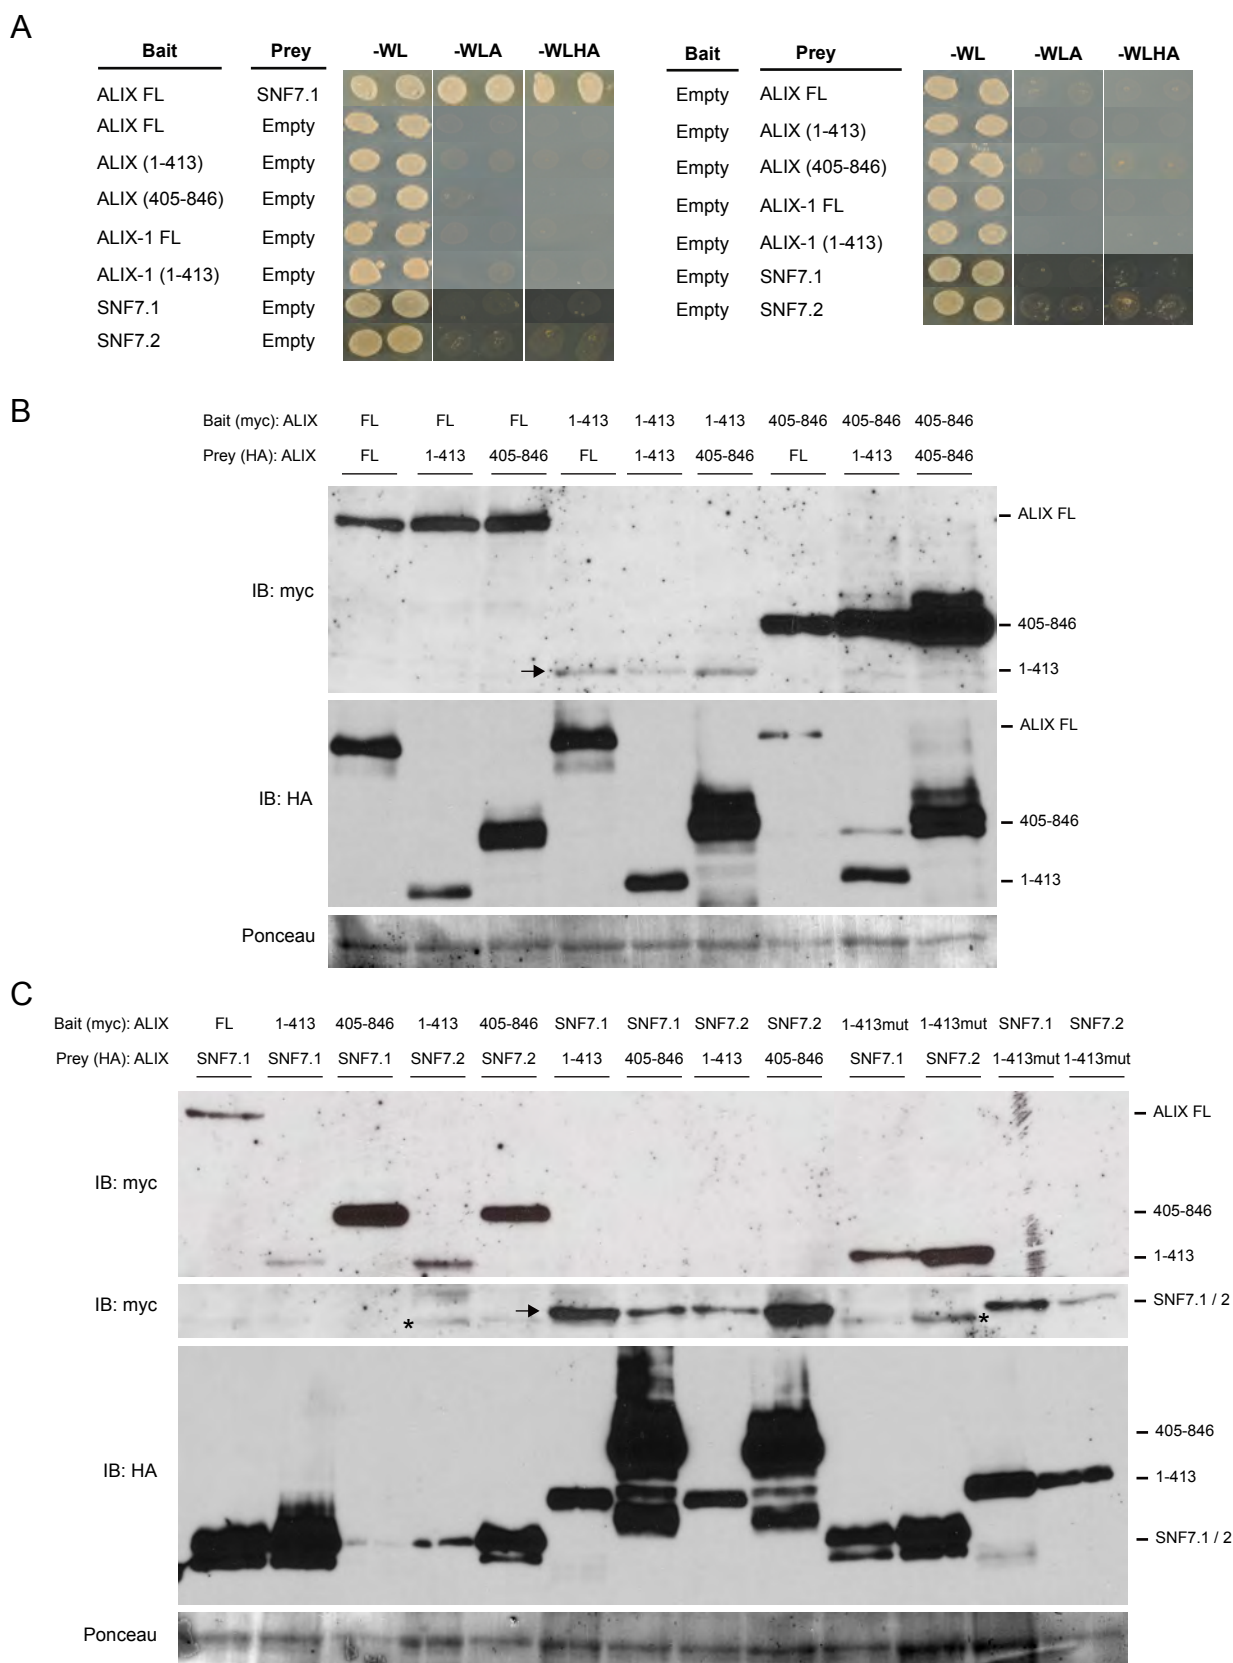 A
Bait Prey -WL -WLA -WLHA
ALIX FL SNF7.1
ALIX FL Empty
ALIX (1-413) Empty
ALIX (405-846) Empty
ALIX-1 FL Empty
ALIX-1 (1-413) Empty
SNF7.1 Empty
SNF7.2 Empty
Bait Prey -WL -WLA -WLHA
Empty ALIX FL
Empty ALIX (1-413)
Empty ALIX (405-846)
Empty ALIX-1 FL
Empty ALIX-1 (1-413)
Empty SNF7.1
Empty SNF7.2
B
Bait (myc): ALIX FL FL FL 1-413 1-413 1-413 405-846 405-846 405-846
Prey (HA): ALIX FL 1-413 405-846 FL 1-413 405-846 FL 1-413 405-846
ALIX FL
IB: myc
405-846
1-413
ALIX FL
IB: HA
405-846
1-413
Ponceau
C
Bait (myc): ALIX FL 1-413 405-846 1-413 405-846 SNF7.1 SNF7.1 SNF7.2 SNF7.2 1-413mut 1-413mut SNF7.1 SNF7.2
Prey (HA): ALIX SNF7.1 SNF7.1 SNF7.1 SNF7.2 SNF7.2 1-413 405-846 1-413 405-846 SNF7.1 SNF7.2 1-413mut 1-413mut
ALIX FL
IB: myc
405-846
1-413
IB: myc
SNF7.1 / 2
* *
405-846
IB: HA
1-413
SNF7.1 / 2
Ponceau